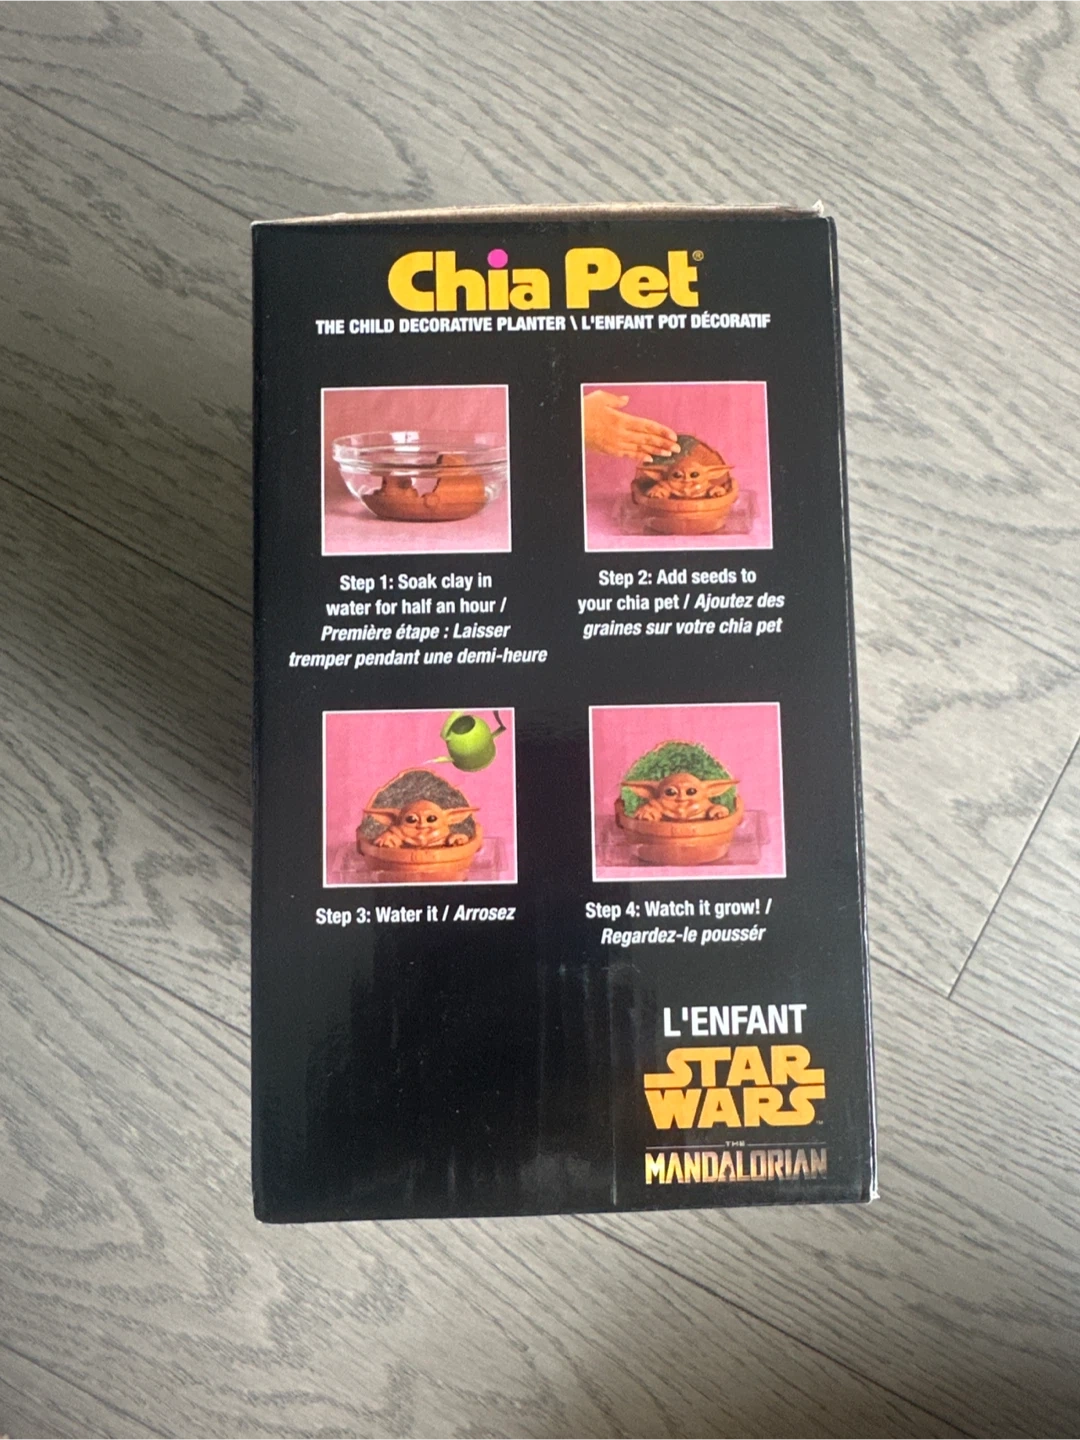 Chia Pet®
THE CHILD DECORATIVE PLANTER \ L'ENFANT POT DÉCORATIF
Step 1: Soak clay in
water for half an hour /
Première étape : Laisser
tremper pendant une demi-heure
Step 2: Add seeds to
your chia pet / Ajoutez des
graines sur votre chia pet
Step 3: Water it / Arrosez
Step 4: Watch it grow! /
Regardez-le poussér
L'ENFANT
STAR
WARS™
THE
MANDALORIAN